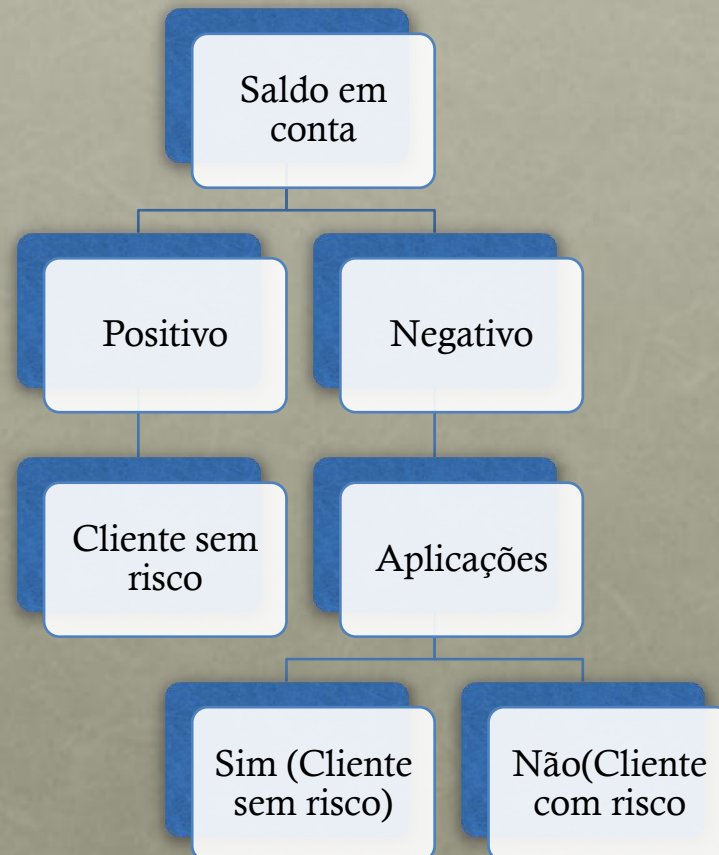 Saldo em
conta
Positivo
Negativo
Cliente sem
risco
Aplicações
Sim (Cliente
sem risco)
Não(Cliente
com risco